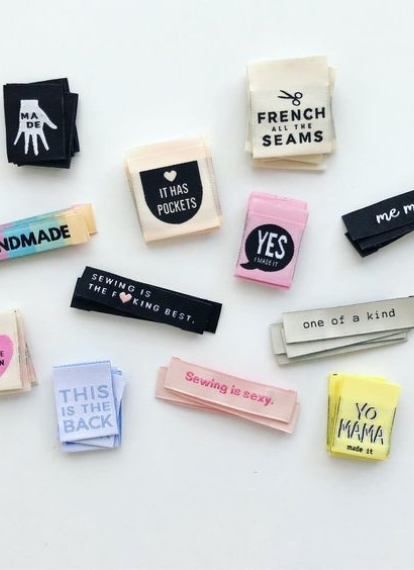 MA
DE
FRENCH
ALL THE
SEAMS
IT HAS
POCKETS
me m
NDMADE
YES
I MADE IT
SEWING IS
THE F♥KING BEST.
one of a kind
THIS
IS THE
BACK
Sewing is sexy.
YO
MAMA
made it